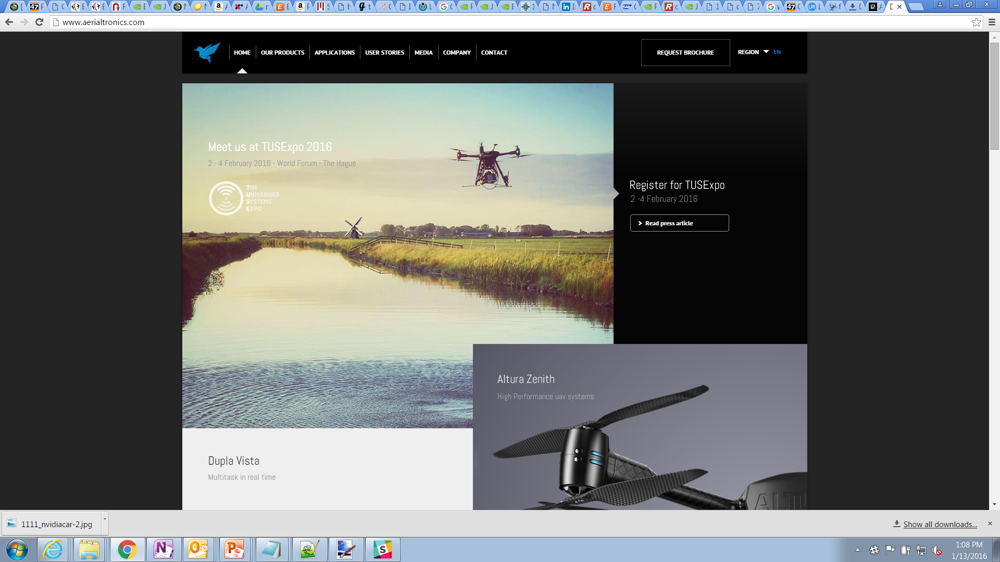 www.aerialtronics.com
HOME
OUR PRODUCTS
APPLICATIONS
USER STORIES
MEDIA
COMPANY
CONTACT
REQUEST BROCHURE
REGION
EN
Meet us at TUSExpo 2016
2 - 4 February 2016 - World Forum - The Hague
THE
UNMANNED
SYSTEMS
EXPO
Register for TUSExpo
2 -4 February 2016
Read press article
Altura Zenith
High Performance uav systems
Dupla Vista
Multitask in real time
1111_nvidiacar-2.jpg
Show all downloads...
1:08 PM
1/13/2016